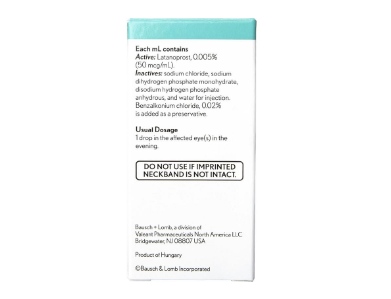 Each mL contains
Active: Latanoprost, 0.005%
(50 mcg/mL).
Inactives: sodium chloride, sodium
dihydrogen phosphate monohydrate,
disodium hydrogen phosphate
anhydrous, and water for injection.
Benzalkonium chloride, 0.02%
is added as a preservative.
Usual Dosage
1 drop in the affected eye(s) in the
evening.
DO NOT USE IF IMPRINTED
NECKBAND IS NOT INTACT.
Bausch + Lomb, a division of
Valeant Pharmaceuticals North America LLC
Bridgewater, NJ 08807 USA
Product of Hungary
©Bausch & Lomb Incorporated